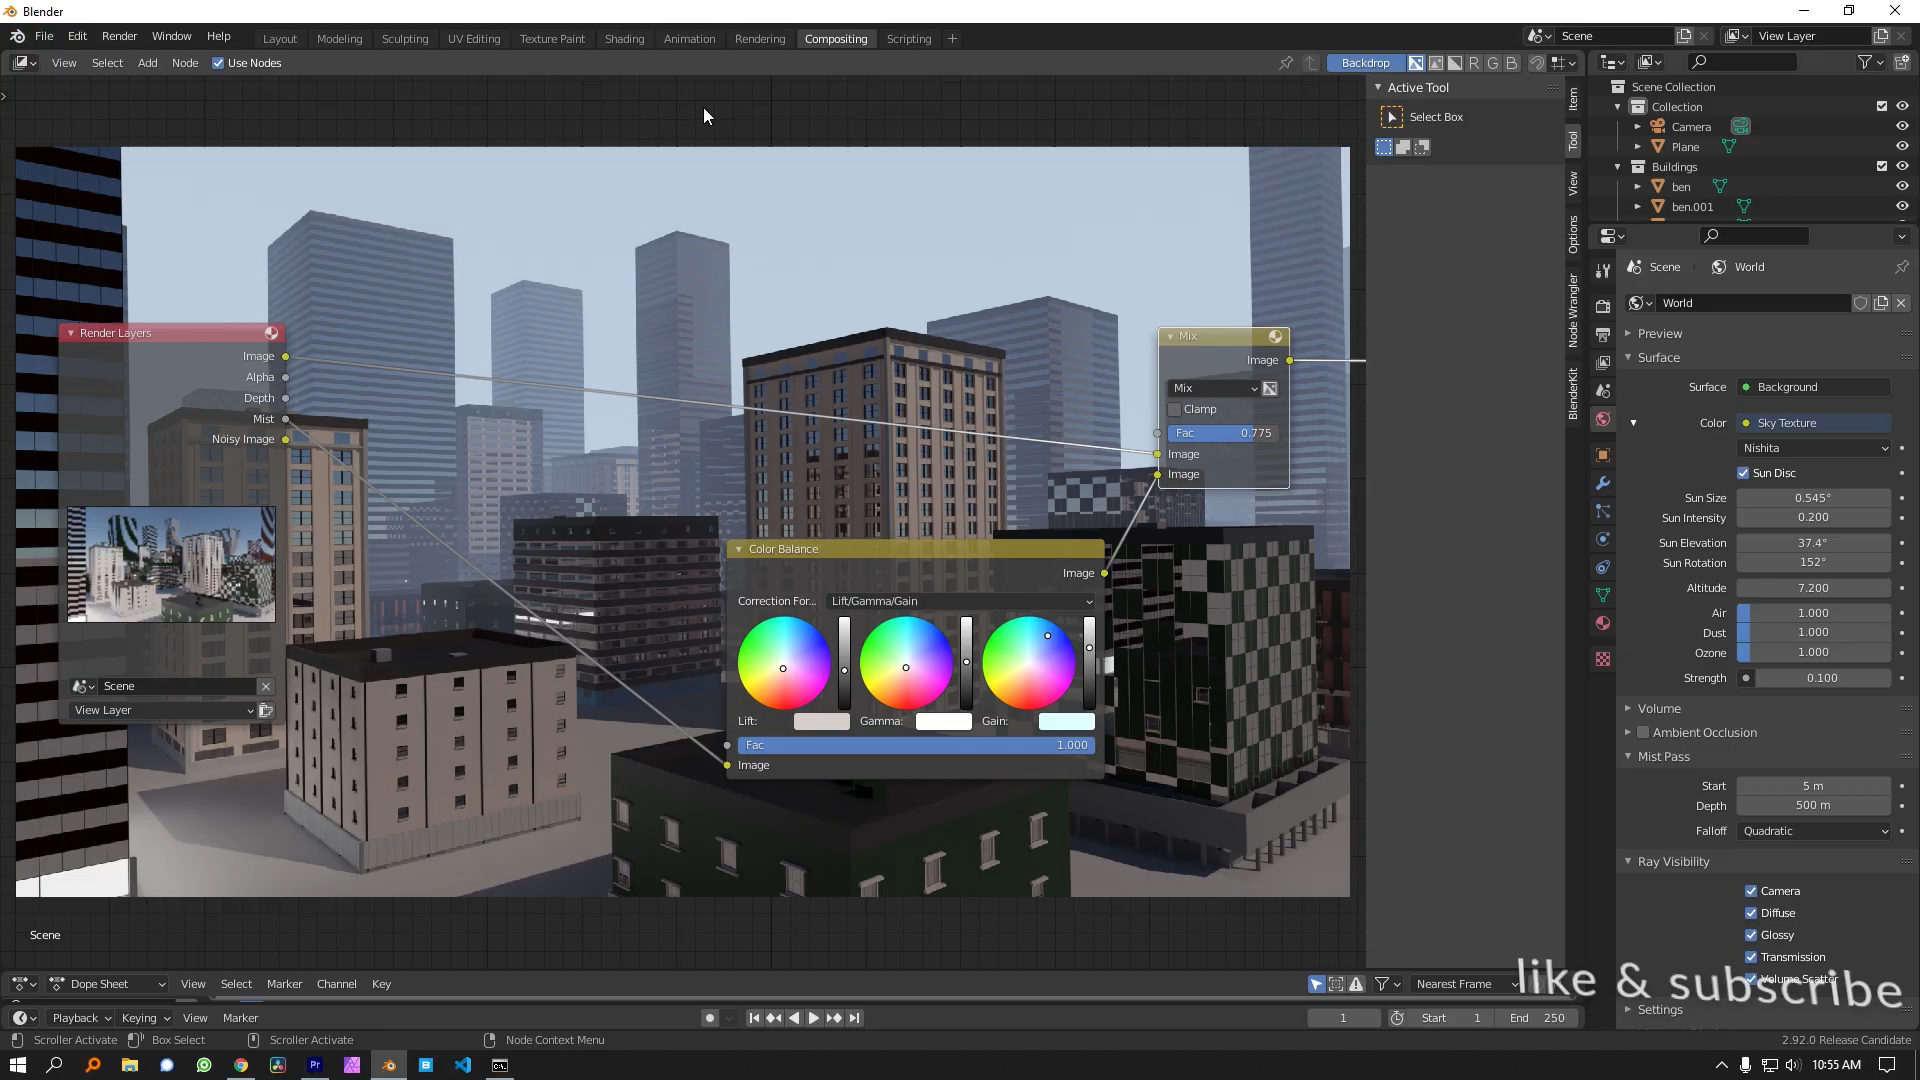 Blender
File Edit Render Window Help
Layout Modeling Sculpting UV Editing Texture Paint Shading Animation Rendering Compositing Scripting +
Scene View Layer
View Select Add Node Use Nodes
Backdrop R G B
Active Tool
Select Box
Item
Tool
View
Options
Node Wrangler
BlenderKit
Scene Collection
Collection
Camera
Plane
Buildings
ben
ben.001
Scene World
World
Preview
Surface
Surface Background
Color Sky Texture
Nishita
Sun Disc
Sun Size 0.545°
Sun Intensity 0.200
Sun Elevation 37.4°
Sun Rotation 152°
Altitude 7.200
Air 1.000
Dust 1.000
Ozone 1.000
Strength 0.100
Volume
Ambient Occlusion
Mist Pass
Start 5 m
Depth 500 m
Falloff Quadratic
Ray Visibility
Camera
Diffuse
Glossy
Transmission
Volume Scatter
Settings
Render Layers
Image
Alpha
Depth
Mist
Noisy Image
Scene
View Layer
Mix
Image
Mix
Clamp
Fac 0.775
Image
Image
Color Balance
Image
Correction For... Lift/Gamma/Gain
Lift: Gamma: Gain:
Fac 1.000
Image
Scene
like & subscribe
Dope Sheet View Select Marker Channel Key
Nearest Frame
Playback Keying View Marker
1 Start 1 End 250
Scroller Activate Box Select Scroller Activate Node Context Menu
2.92.0 Release Candidate
Pr
10:55 AM